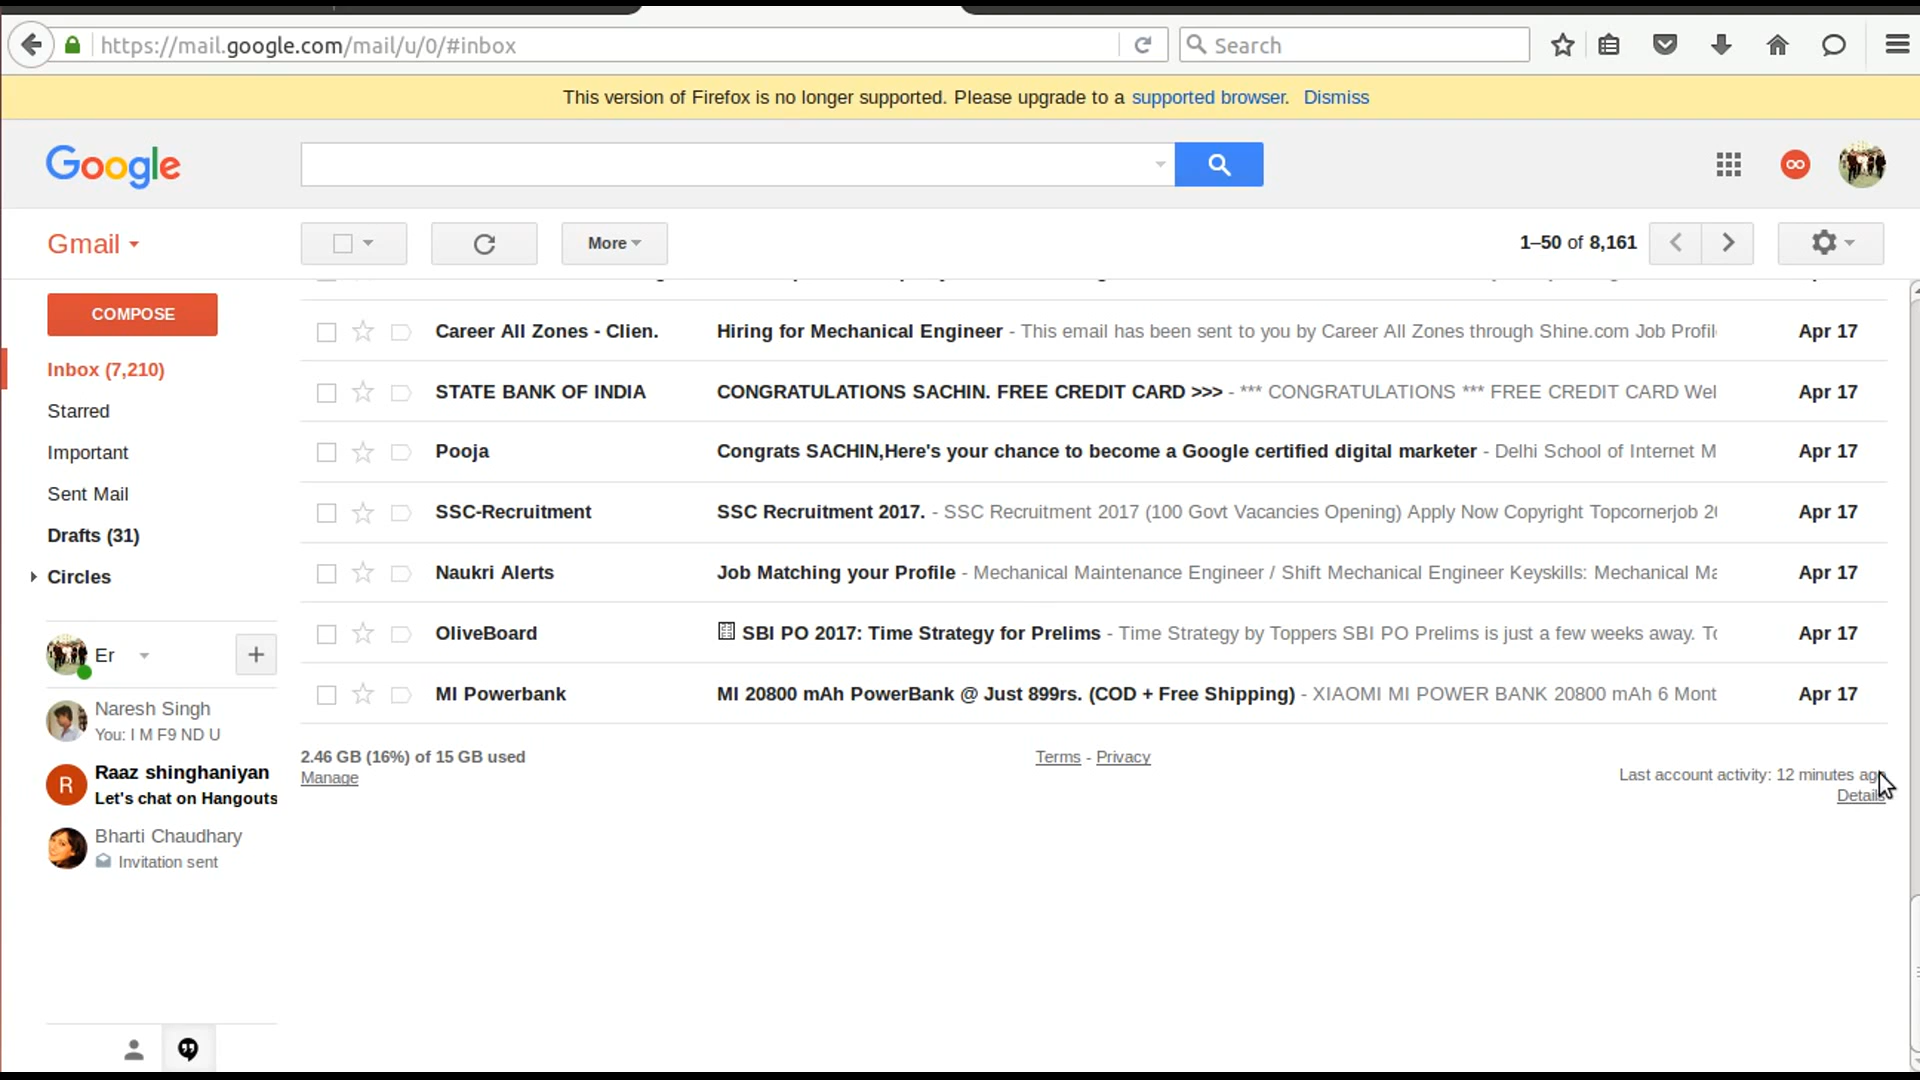 https://mail.google.com/mail/u/0/#inbox
Search
This version of Firefox is no longer supported. Please upgrade to a supported browser. Dismiss
Google
Gmail
More
1–50 of 8,161
COMPOSE
Inbox (7,210)
Starred
Important
Sent Mail
Drafts (31)
Circles
Er
Naresh Singh
You: I M F9 ND U
Raaz shinghaniyan
R
Let's chat on Hangouts
Bharti Chaudhary
Invitation sent
Career All Zones - Clien. Hiring for Mechanical Engineer - This email has been sent to you by Career All Zones through Shine.com Job Profil Apr 17
STATE BANK OF INDIA CONGRATULATIONS SACHIN. FREE CREDIT CARD >>> - *** CONGRATULATIONS *** FREE CREDIT CARD Wel Apr 17
Pooja Congrats SACHIN,Here's your chance to become a Google certified digital marketer - Delhi School of Internet M Apr 17
SSC-Recruitment SSC Recruitment 2017. - SSC Recruitment 2017 (100 Govt Vacancies Opening) Apply Now Copyright Topcornerjob 20 Apr 17
Naukri Alerts Job Matching your Profile - Mechanical Maintenance Engineer / Shift Mechanical Engineer Keyskills: Mechanical Ma Apr 17
OliveBoard SBI PO 2017: Time Strategy for Prelims - Time Strategy by Toppers SBI PO Prelims is just a few weeks away. To Apr 17
MI Powerbank MI 20800 mAh PowerBank @ Just 899rs. (COD + Free Shipping) - XIAOMI MI POWER BANK 20800 mAh 6 Mont Apr 17
2.46 GB (16%) of 15 GB used
Manage
Terms - Privacy
Last account activity: 12 minutes ago
Details